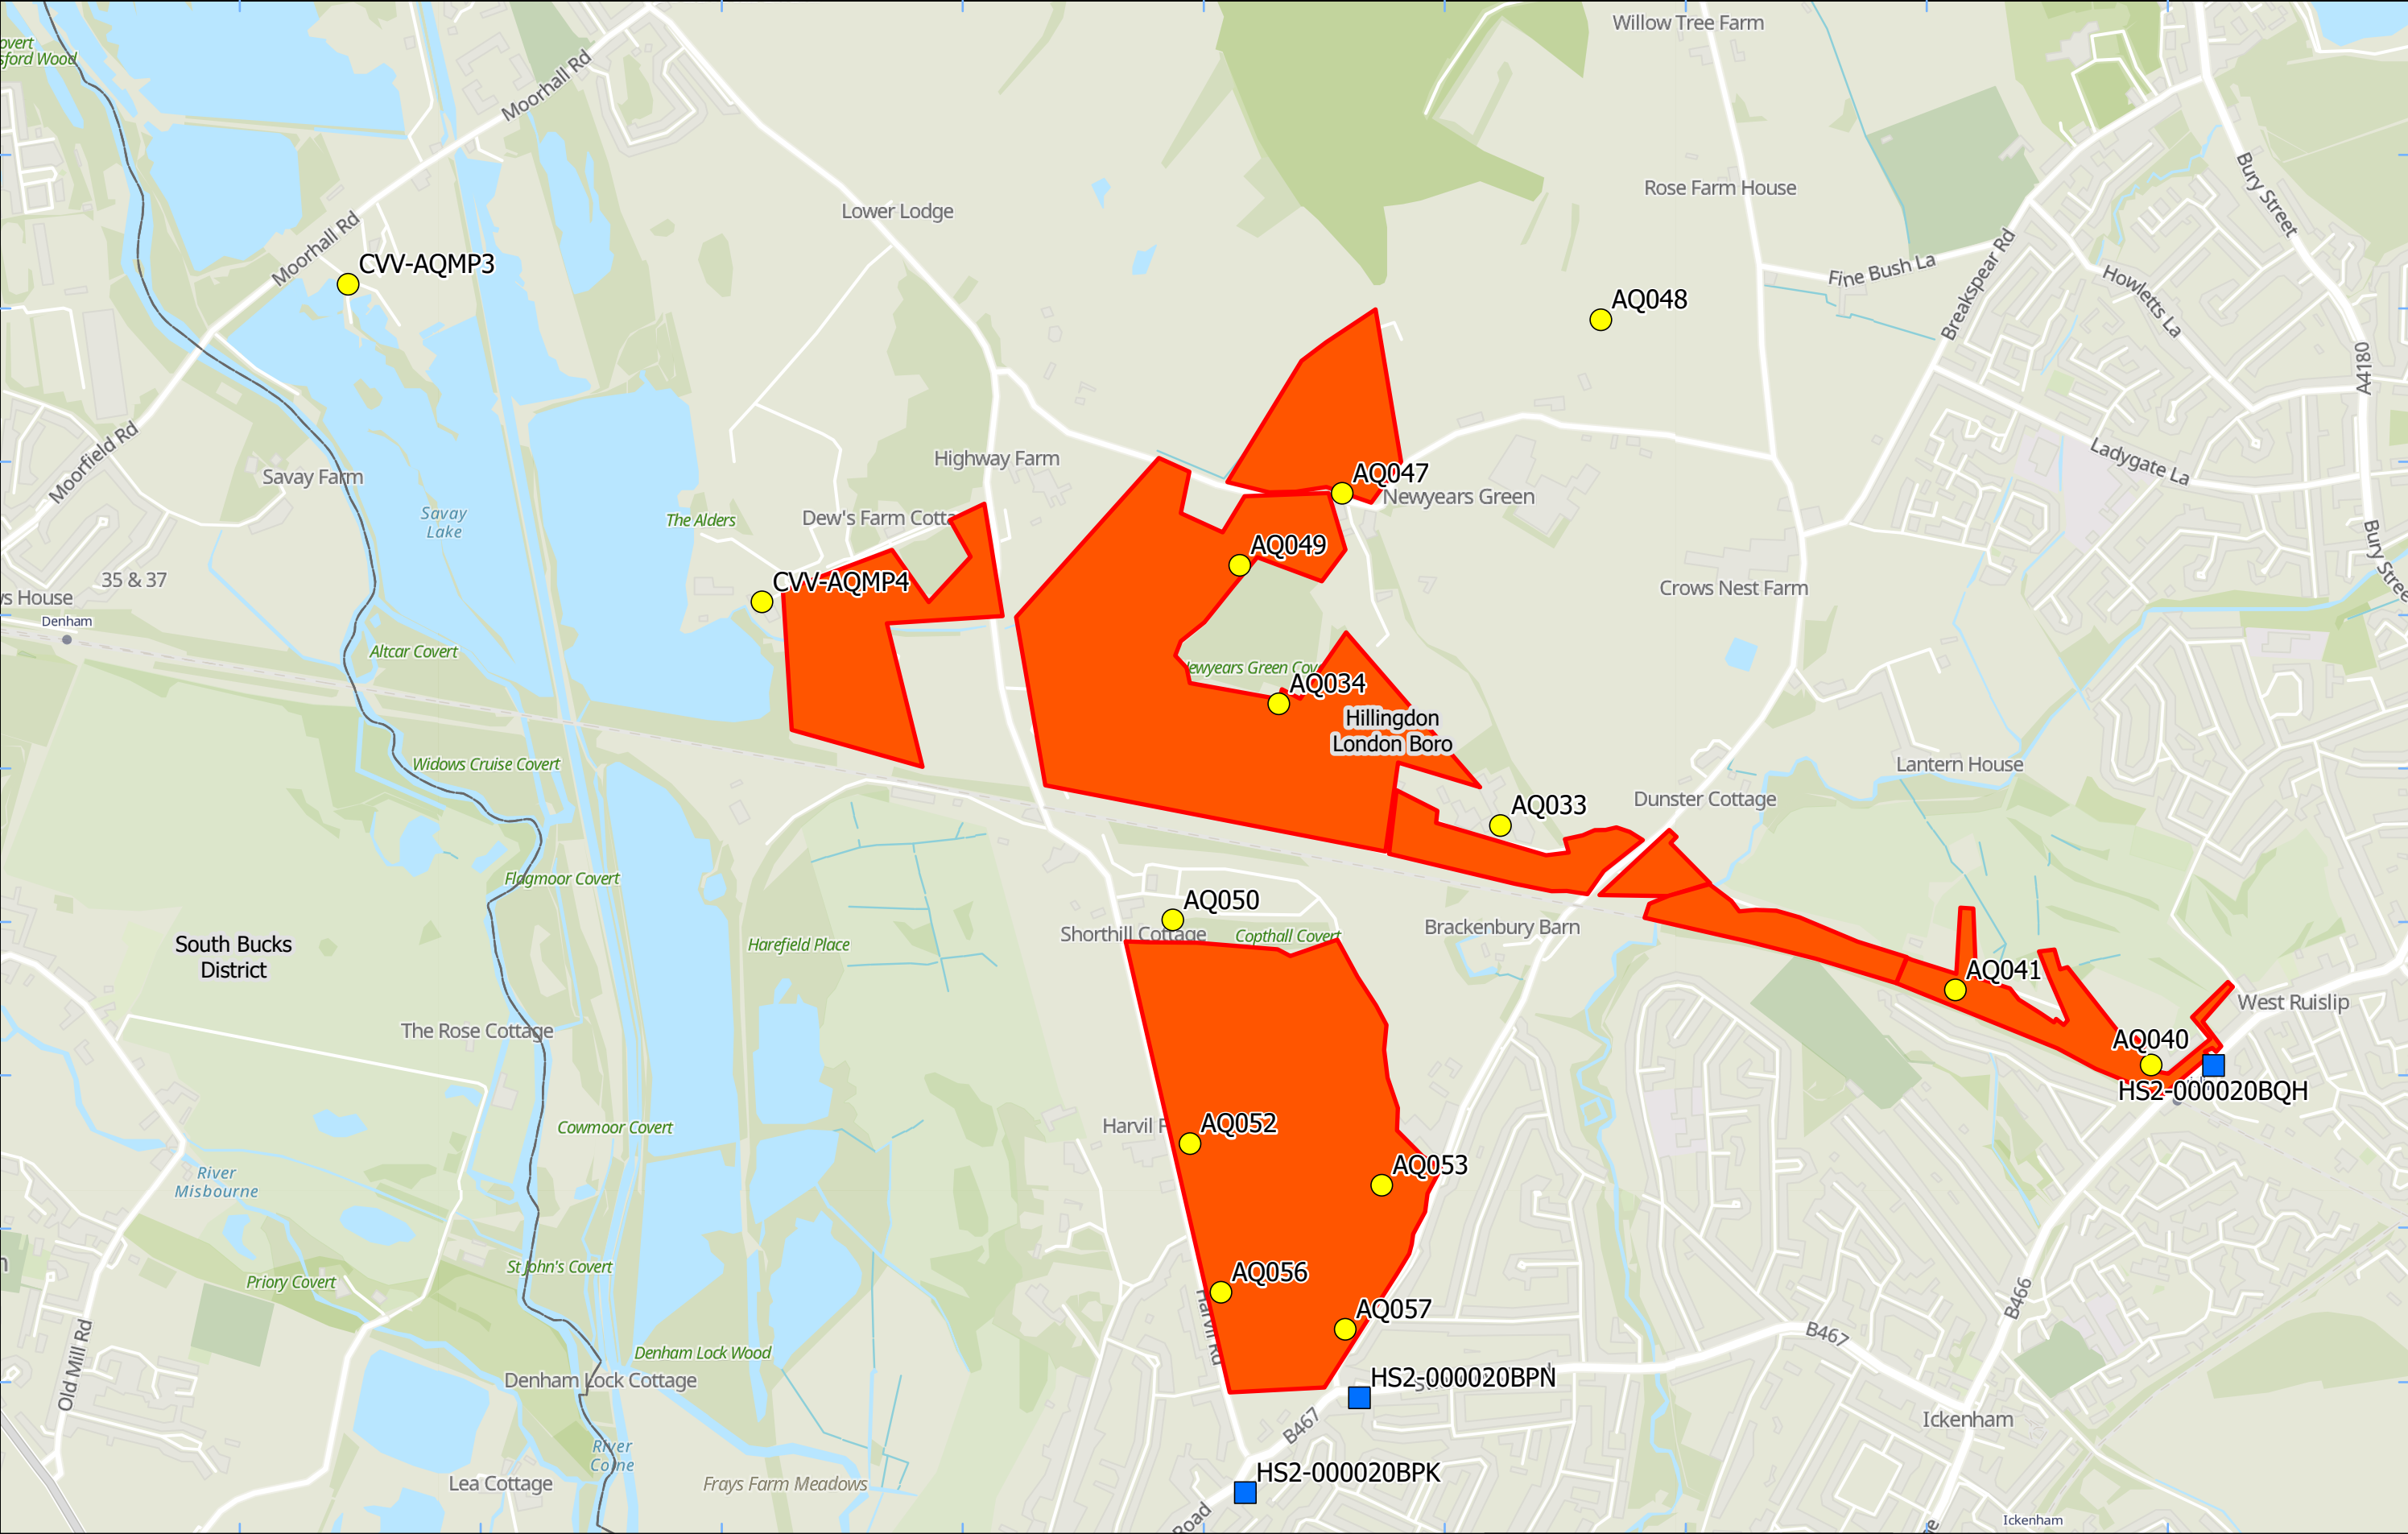 Willow Tree Farm
overt
sford Wood
Moorhall Rd
Bury Street
Rose Farm House
Lower Lodge
Moorhall Rd
CVV-AQMP3
Fine Bush La
Breakspear Rd
Howletts La
AQ048
A4180
Moorfield Rd
Savay Farm
Highway Farm
AQ047
Newyears Green
Ladygate La
Savay
Lake
The Alders
Dew's Farm Cotta
AQ049
Bury Stree
35 & 37
CVV-AQMP4
Crows Nest Farm
ws House
Denham
Altcar Covert
ewyears Green Cov
AQ034
Hillingdon
London Boro
Widows Cruise Covert
Lantern House
AQ033
Dunster Cottage
Flagmoor Covert
AQ050
Shorthill Cottage
Copthall Covert
Brackenbury Barn
South Bucks
District
Harefield Place
AQ041
West Ruislip
The Rose Cottage
AQ040
HS2-000020BQH
Cowmoor Covert
Harvil F
AQ052
AQ053
River
Misbourne
St John's Covert
Priory Covert
AQ056
AQ057
Harvil Rd
B466
B467
Old Mill Rd
Denham Lock Wood
Denham Lock Cottage
HS2-000020BPN
B467
Ickenham
River
Colne
Lea Cottage
Frays Farm Meadows
HS2-000020BPK
Road
Ickenham